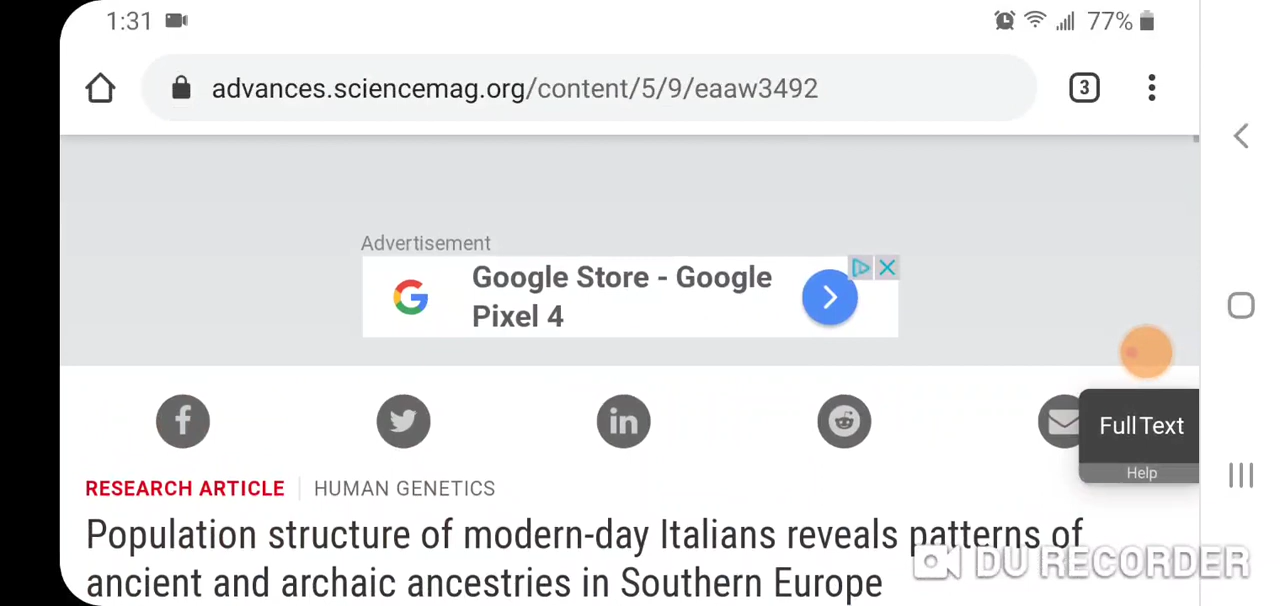 1:31 77%
advances.sciencemag.org/content/5/9/eaaw3492 3
Advertisement
Google Store - Google
Pixel 4
Full Text
Help
RESEARCH ARTICLE HUMAN GENETICS
Population structure of modern-day Italians reveals patterns of
ancient and archaic ancestries in Southern Europe
DU RECORDER